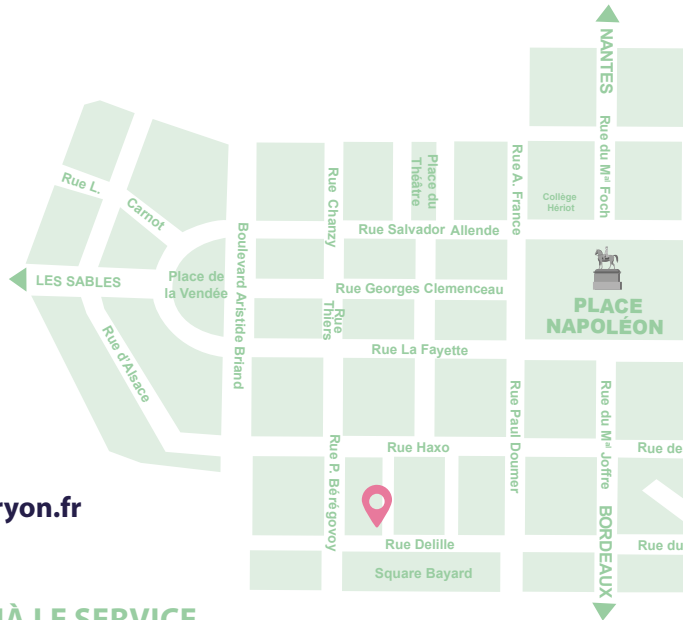 NANTES
Rue du Mᵃˡ Foch
Rue L.
Carnot
Rue Chanzy
Place du
Théâtre
Rue A. France
Collège
Hériot
Rue Salvador Allende
Boulevard Aristide Briand
LES SABLES
Place de
la Vendée
Rue Georges Clemenceau
PLACE
NAPOLÉON
Rue
Thiers
Rue d'Alsace
Rue La Fayette
Rue Paul Doumer
Rue du Mᵃˡ Joffre
Rue P. Bérégovoy
Rue Haxo
Rue de
ryon.fr
BORDEAUX
Rue Delille
Rue du
Square Bayard
À LE SERVICE